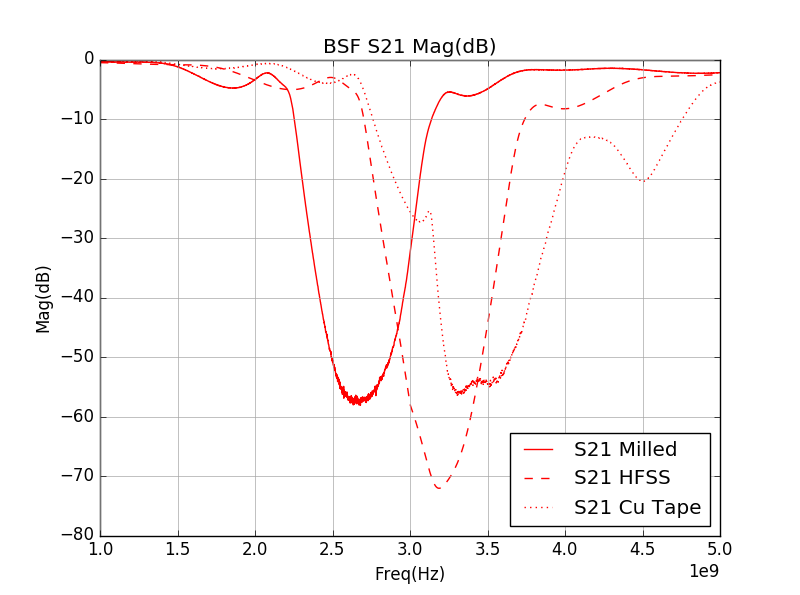 BSF S21 Mag(dB)
0
−10
−20
−30
−40
−50
−60
−70
−80
Mag(dB)
S21 Milled
S21 HFSS
S21 Cu Tape
1.0 1.5 2.0 2.5 3.0 3.5 4.0 4.5 5.0
Freq(Hz)
1e9